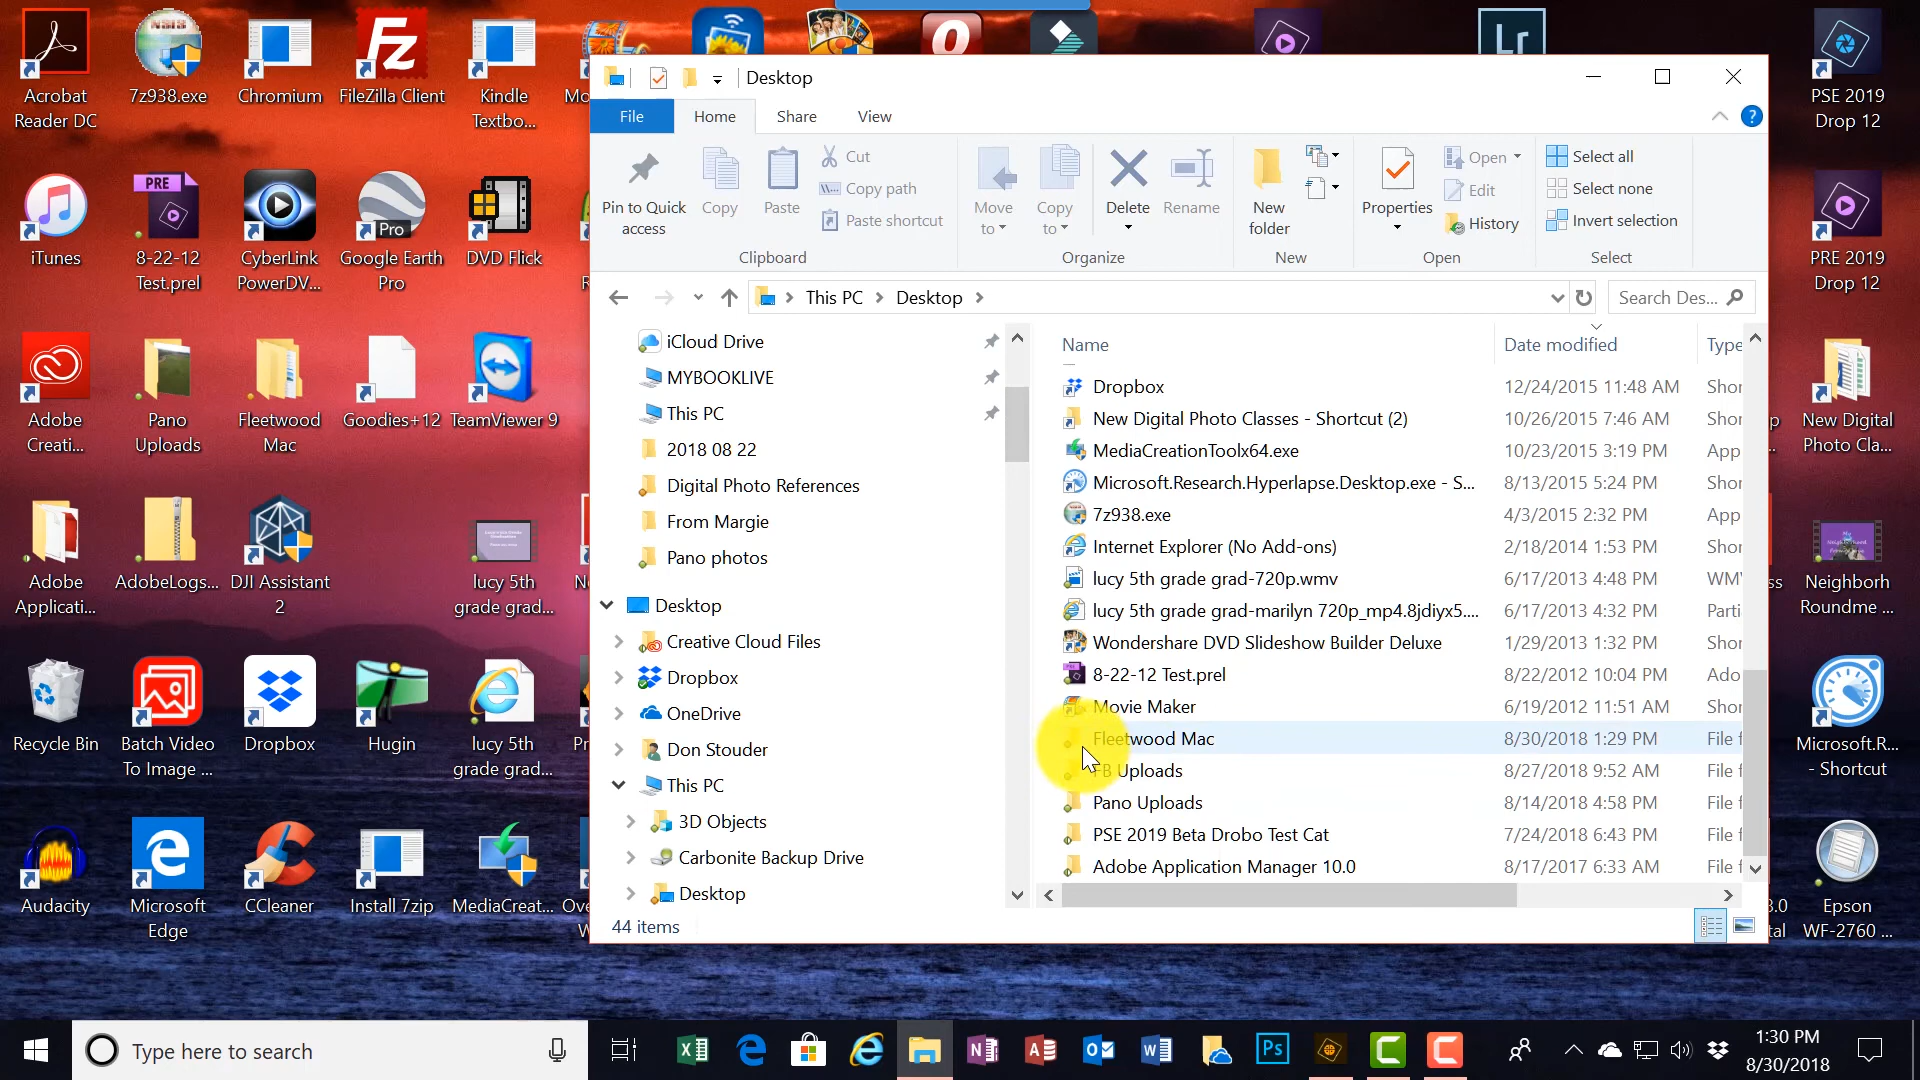 Acrobat
Reader DC
7z938.exe
Chromium
FileZilla Client
Kindle
Textbo...
PSE 2019
Drop 12
iTunes
8-22-12
Test.prel
CyberLink
PowerDV...
Google Earth
Pro
DVD Flick
PRE 2019
Drop 12
Adobe
Creati...
Pano
Uploads
Fleetwood
Mac
Goodies+12
TeamViewer 9
New Digital
Photo Cla...
Adobe
Applicati...
AdobeLogs...
DJI Assistant
2
lucy 5th
grade grad...
Neighborh
Roundme ...
Recycle Bin
Batch Video
To Image ...
Dropbox
Hugin
lucy 5th
grade grad...
Microsoft.R...
- Shortcut
Audacity
Microsoft
Edge
CCleaner
Install 7zip
MediaCreat...
Epson
WF-2760 ...
Desktop
File
Home
Share
View
Pin to Quick
access
Copy
Paste
Cut
Copy path
Paste shortcut
Clipboard
Move
to
Copy
to
Delete
Rename
Organize
New
folder
New
Properties
Open
Edit
History
Open
Select all
Select none
Invert selection
Select
This PC
Desktop
Search Des...
iCloud Drive
MYBOOKLIVE
This PC
2018 08 22
Digital Photo References
From Margie
Pano photos
Desktop
Creative Cloud Files
Dropbox
OneDrive
Don Stouder
This PC
3D Objects
Carbonite Backup Drive
Desktop
Name Date modified Type
Dropbox 12/24/2015 11:48 AM Shor
New Digital Photo Classes - Shortcut (2) 10/26/2015 7:46 AM Shor
MediaCreationToolx64.exe 10/23/2015 3:19 PM App
Microsoft.Research.Hyperlapse.Desktop.exe - S... 8/13/2015 5:24 PM Shor
7z938.exe 4/3/2015 2:32 PM App
Internet Explorer (No Add-ons) 2/18/2014 1:53 PM Shor
lucy 5th grade grad-720p.wmv 6/17/2013 4:48 PM WM
lucy 5th grade grad-marilyn 720p_mp4.8jdiyx5.... 6/17/2013 4:32 PM Parti
Wondershare DVD Slideshow Builder Deluxe 1/29/2013 1:32 PM Shor
8-22-12 Test.prel 8/22/2012 10:04 PM Ado
Movie Maker 6/19/2012 11:51 AM Shor
Fleetwood Mac 8/30/2018 1:29 PM File f
FB Uploads 8/27/2018 9:52 AM File f
Pano Uploads 8/14/2018 4:58 PM File f
PSE 2019 Beta Drobo Test Cat 7/24/2018 6:43 PM File f
Adobe Application Manager 10.0 8/17/2017 6:33 AM File f
44 items
Type here to search
1:30 PM
8/30/2018